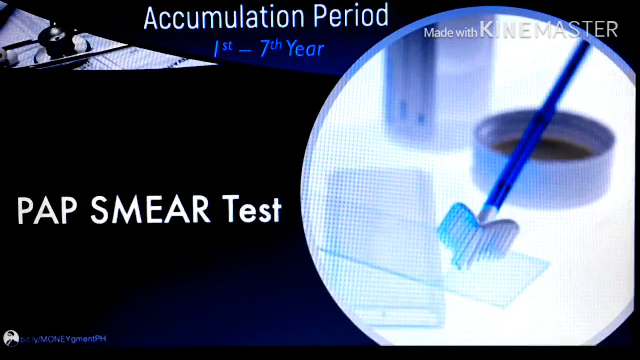 Accumulation Period
1st – 7th Year
Made with KINEMASTER
PAP SMEAR Test
bit.ly/MONEYgmentPH